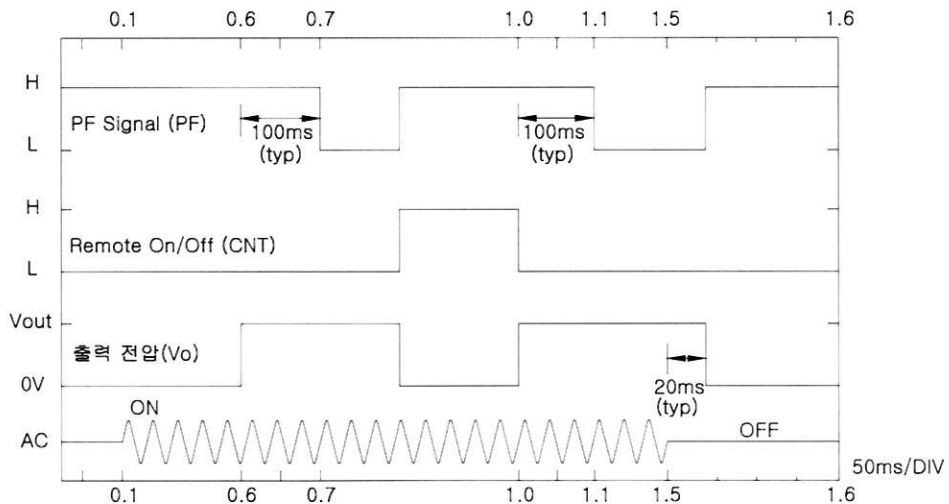 0.1 0.6 0.7 1.0 1.1 1.5 1.6
H
PF Signal (PF)
L
100ms
(typ)
100ms
(typ)
H
Remote On/Off (CNT)
L
Vout
출력 전압(Vo)
0V
20ms
(typ)
ON
AC
OFF
50ms/DIV
0.1 0.6 0.7 1.0 1.1 1.5 1.6